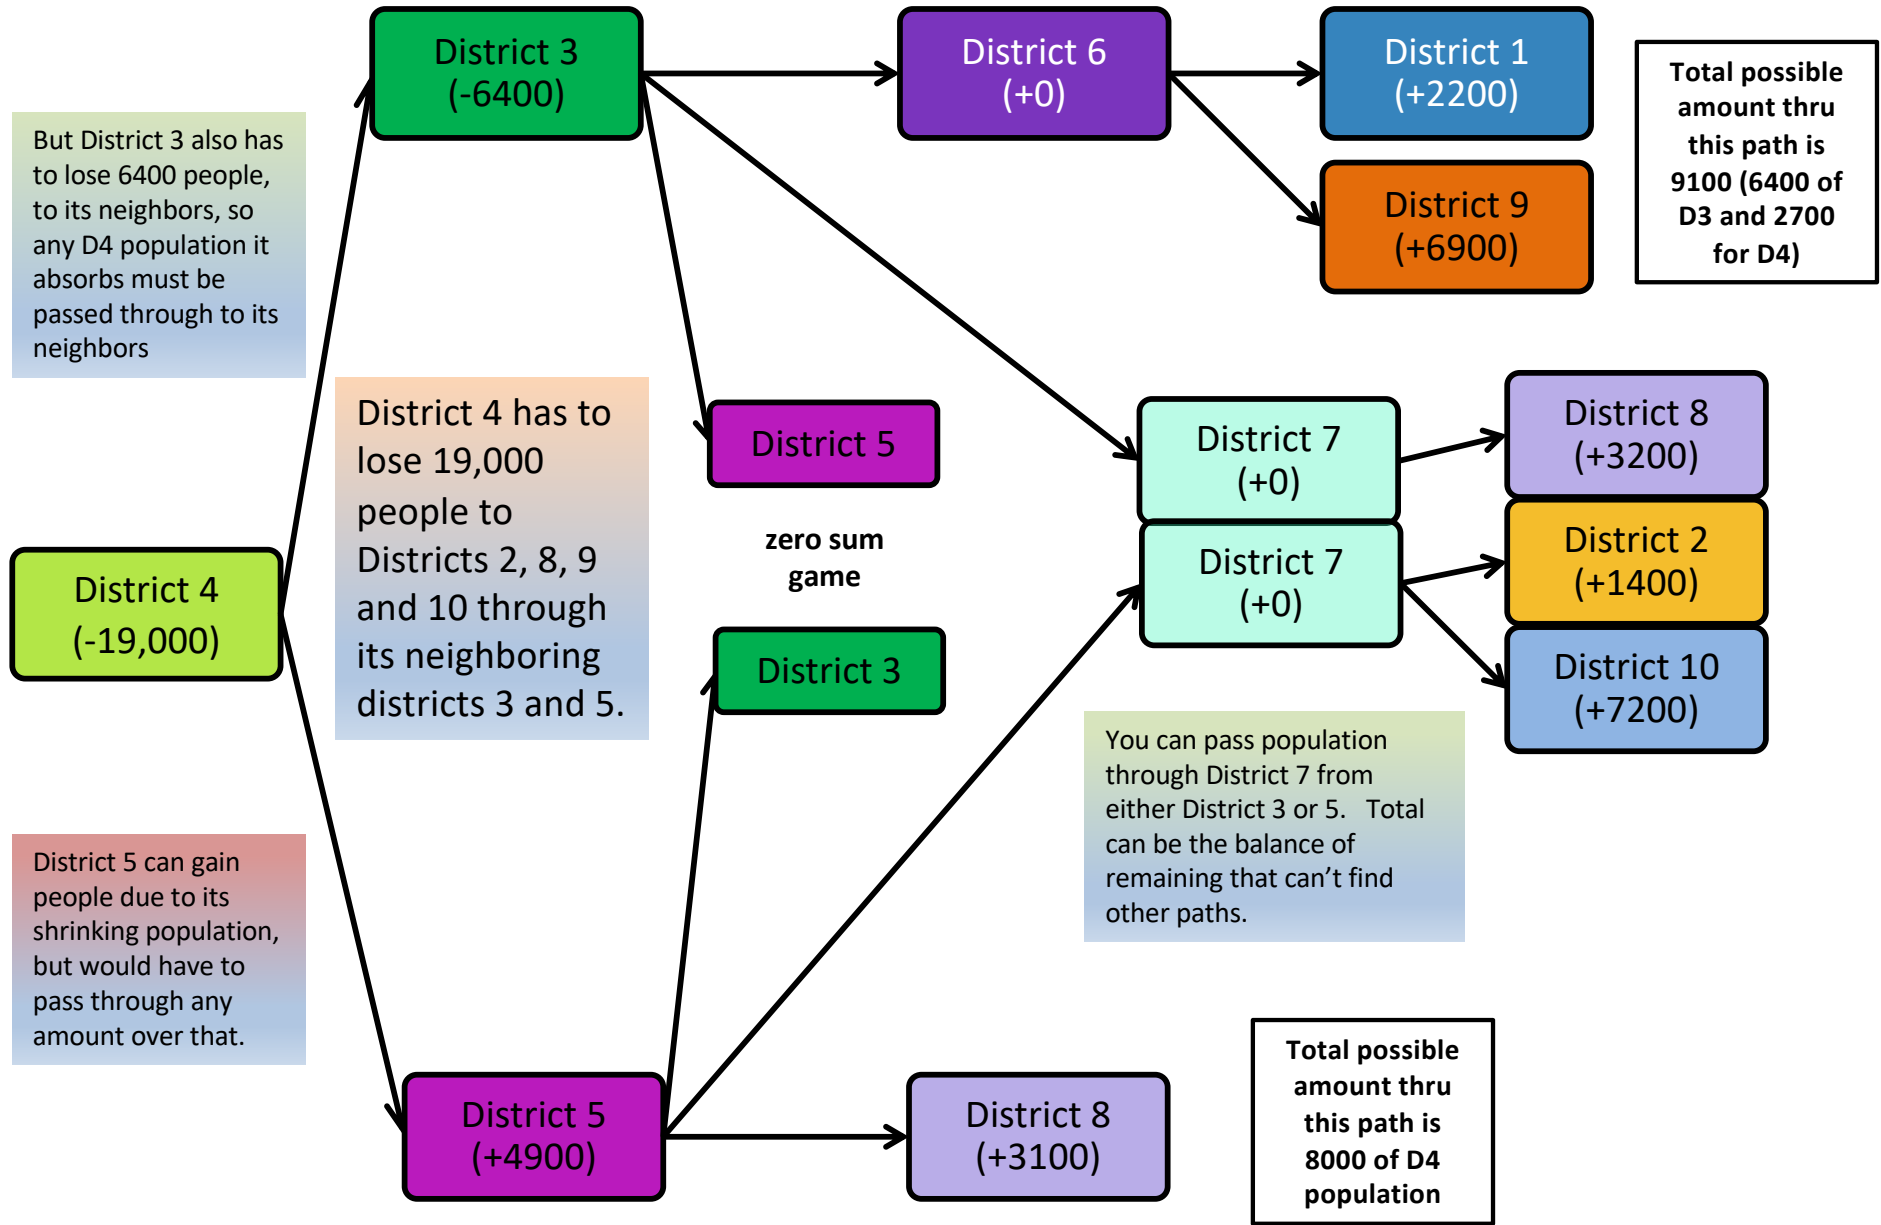 District 3
(-6400)
District 6
(+0)
District 1
(+2200)
Total possible
amount thru
this path is
9100 (6400 of
D3 and 2700
for D4)
But District 3 also has
to lose 6400 people,
to its neighbors, so
any D4 population it
absorbs must be
passed through to its
neighbors
District 9
(+6900)
District 4 has to
lose 19,000
people to
Districts 2, 8, 9
and 10 through
its neighboring
districts 3 and 5.
District 5
zero sum
game
District 3
District 7
(+0)
District 7
(+0)
District 8
(+3200)
District 2
(+1400)
District 10
(+7200)
District 4
(-19,000)
You can pass population
through District 7 from
either District 3 or 5.   Total
can be the balance of
remaining that can’t find
other paths.
District 5 can gain
people due to its
shrinking population,
but would have to
pass through any
amount over that.
District 5
(+4900)
District 8
(+3100)
Total possible
amount thru
this path is
8000 of D4
population